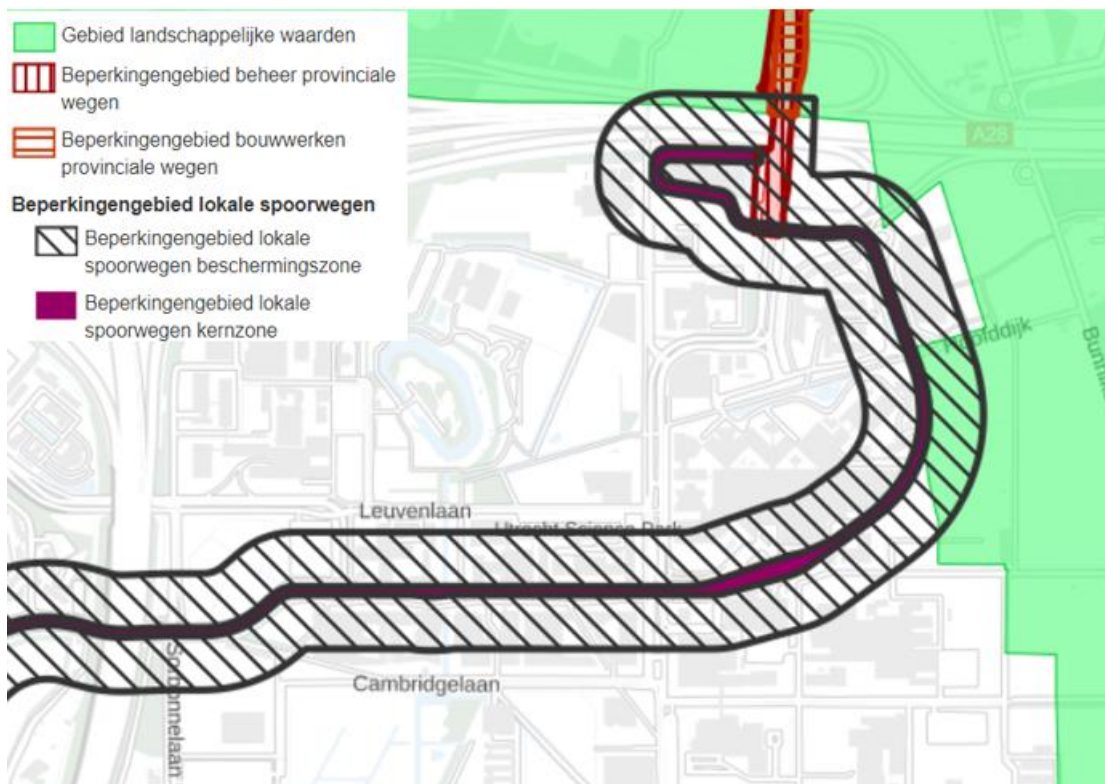 Gebied landschappelijke waarden
Beperkingengebied beheer provinciale
wegen
Beperkingengebied bouwwerken
provinciale wegen
Beperkingengebied lokale spoorwegen
Beperkingengebied lokale
spoorwegen beschermingszone
Beperkingengebied lokale
spoorwegen kernzone
A28
Hoofddijk
Leuvenlaan
Utrecht Science Park
Cambridgelaan
Sorbonnelaan